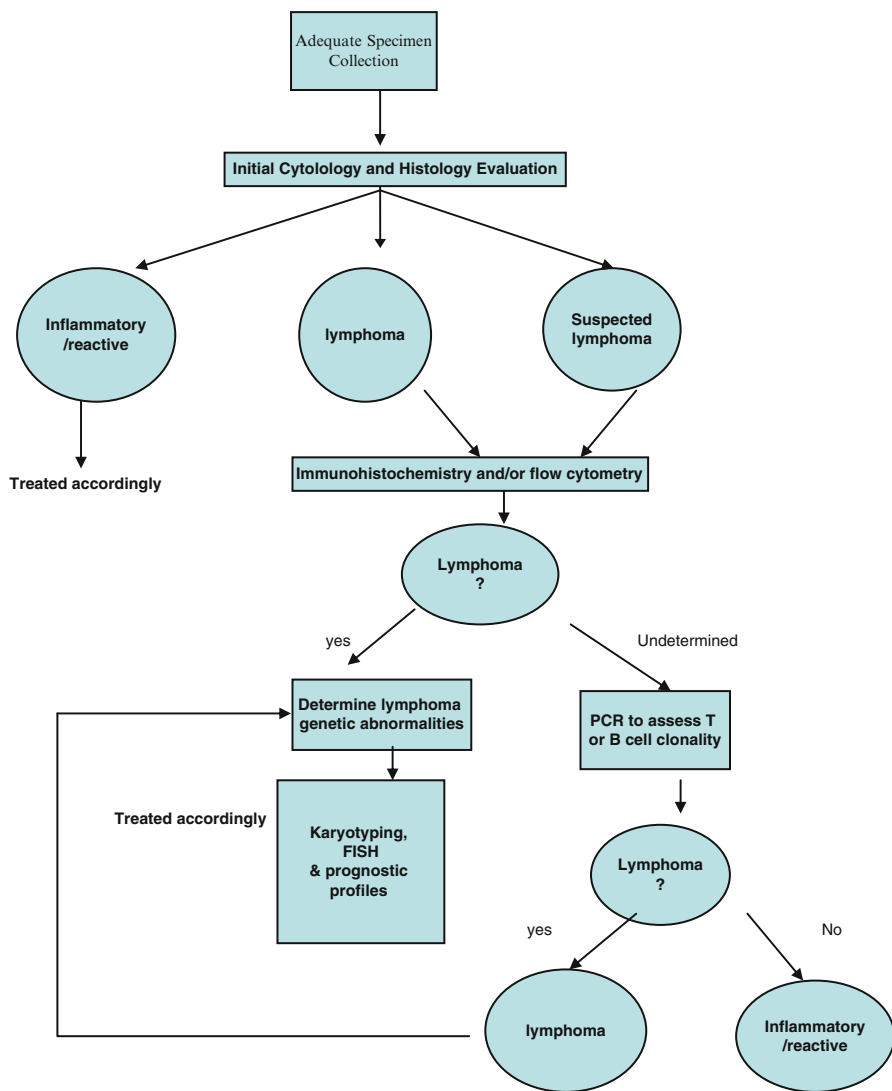 Adequate Specimen
Collection
Initial Cytolology and Histology Evaluation
Inflammatory
/reactive
lymphoma
Suspected
lymphoma
Treated accordingly
Immunohistochemistry and/or flow cytometry
Lymphoma
?
yes
Undetermined
Determine lymphoma
genetic abnormalities
PCR to assess T
or B cell clonality
Treated accordingly
Karyotyping,
FISH
& prognostic
profiles
Lymphoma
?
yes
No
lymphoma
Inflammatory
/reactive